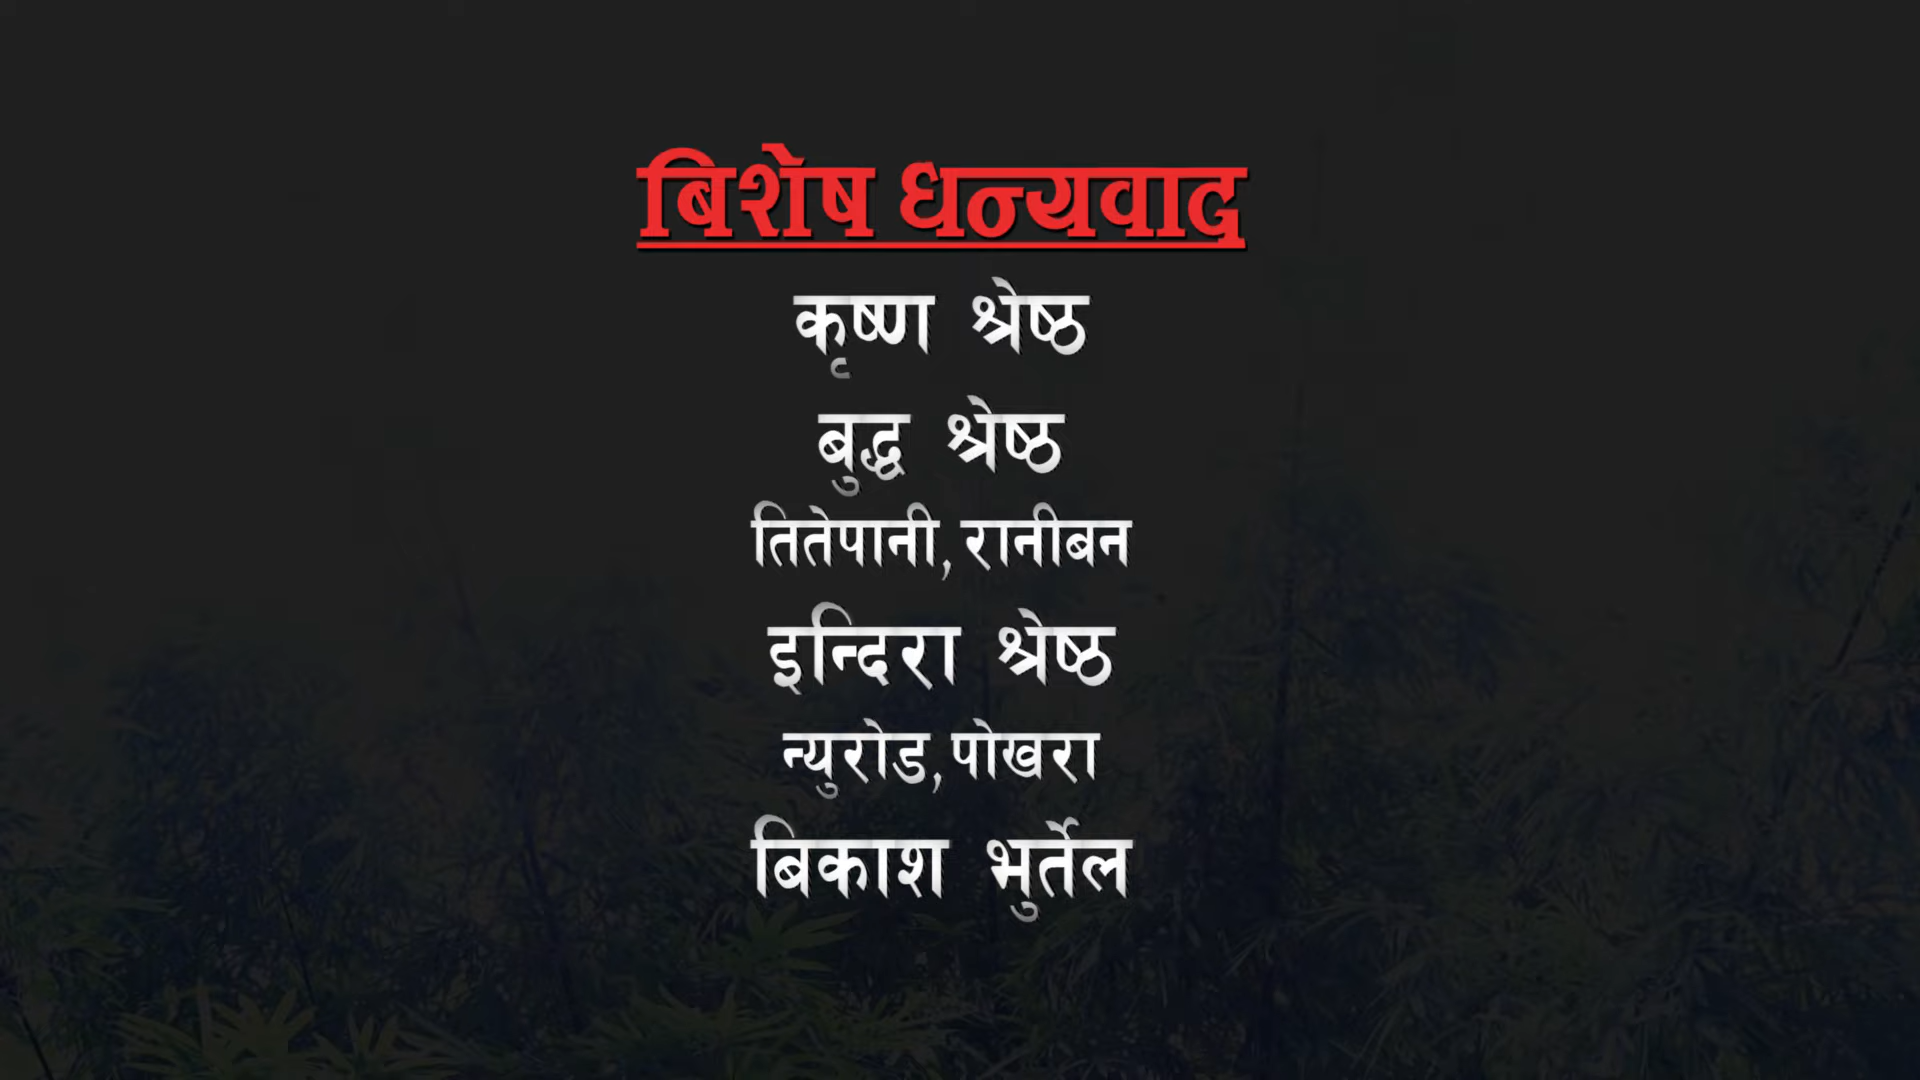 बिशेष धन्यवाद
कृष्ण श्रेष्ठ
बुद्ध श्रेष्ठ
तितेपानी, रानीबन
इन्दिरा श्रेष्ठ
न्युरोड, पोखरा
बिकाश भुर्तेल